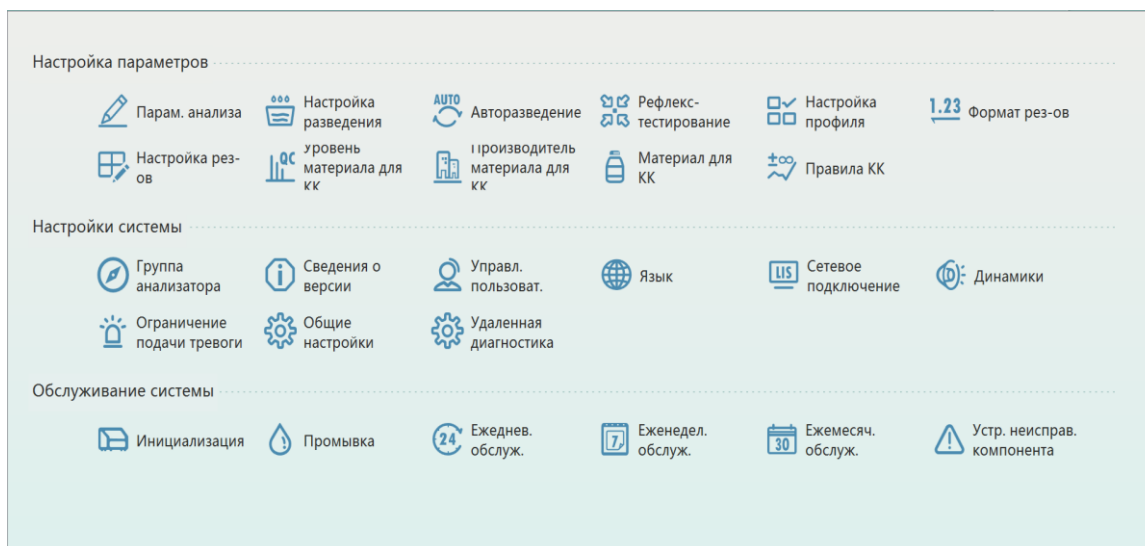 Настройка параметров
Парам. анализа
Настройка
разведения
AUTO
Авторазведение
Рефлекс-
тестирование
Настройка
профиля
1.23
Формат рез-ов
Настройка рез-
ов
QC
Уровень
материала для
КК
Производитель
материала для
КК
Материал для
КК
Правила КК
Настройки системы
Группа
анализатора
Сведения о
версии
Управл.
пользоват.
Язык
LIS
Сетевое
подключение
Динамики
Ограничение
подачи тревоги
Общие
настройки
Удаленная
диагностика
Обслуживание системы
Инициализация
Промывка
24
Ежеднев.
обслуж.
7
Еженедел.
обслуж.
30
Ежемесяч.
обслуж.
Устр. неисправ.
компонента